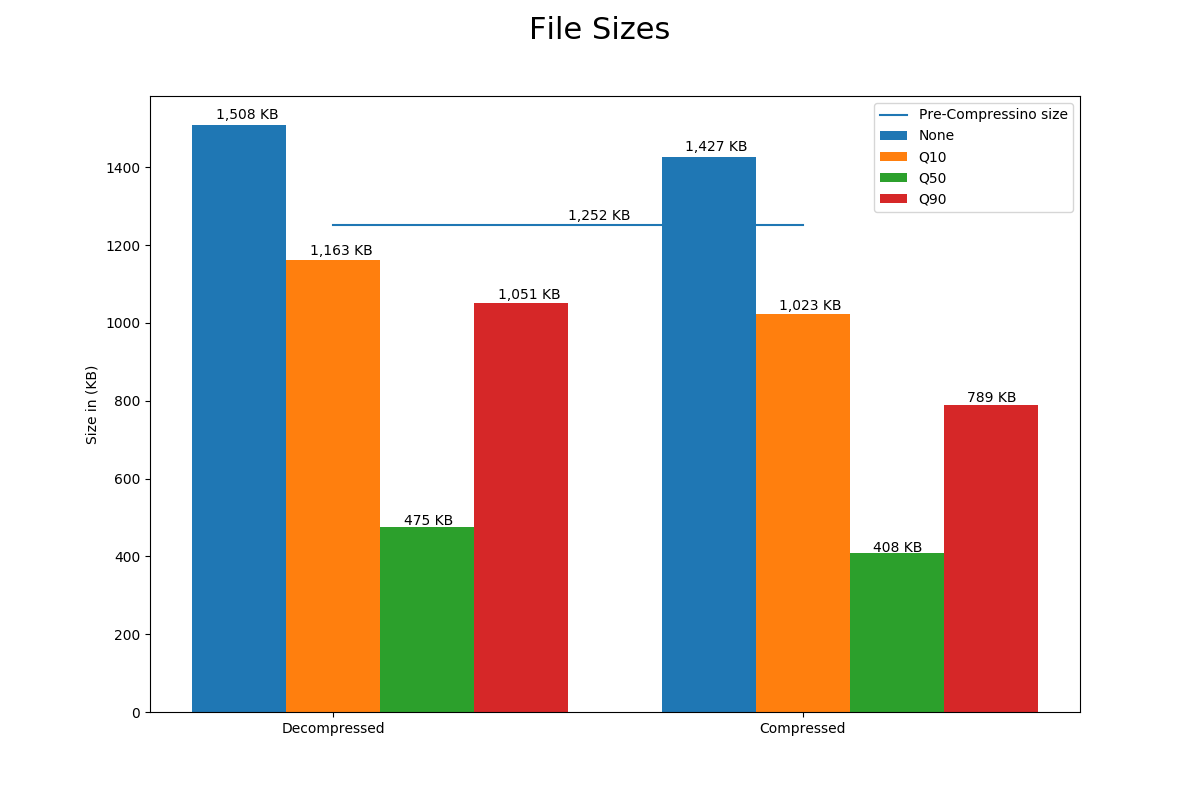 File Sizes
1,508 KB
1,427 KB
1,252 KB
1,163 KB
1,051 KB
1,023 KB
789 KB
475 KB
408 KB
Pre-Compressino size
None
Q10
Q50
Q90
Size in (KB)
1400
1200
1000
800
600
400
200
0
Decompressed
Compressed